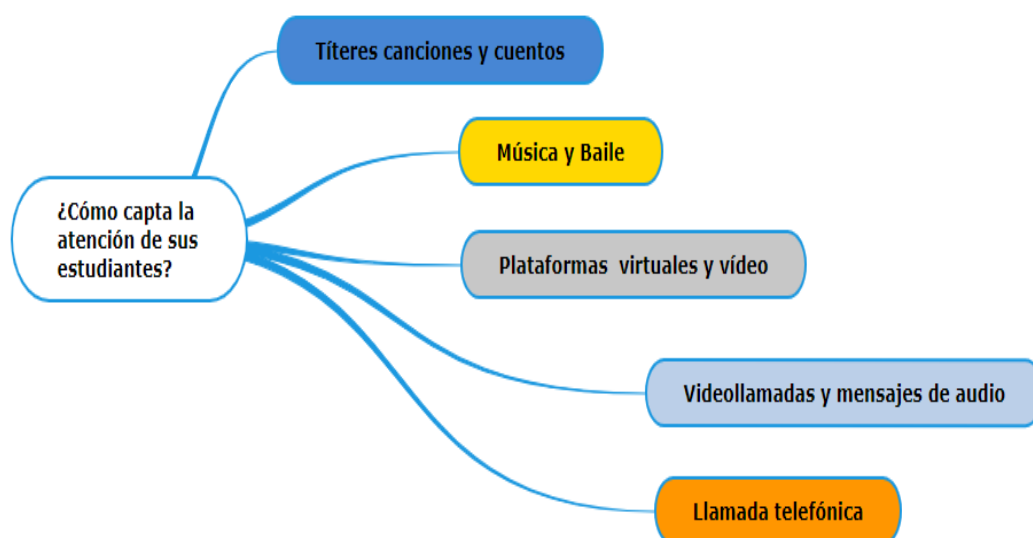 Títeres canciones y cuentos
Música y Baile
¿Cómo capta la
atención de sus
estudiantes?
Plataformas virtuales y vídeo
Videollamadas y mensajes de audio
Llamada telefónica